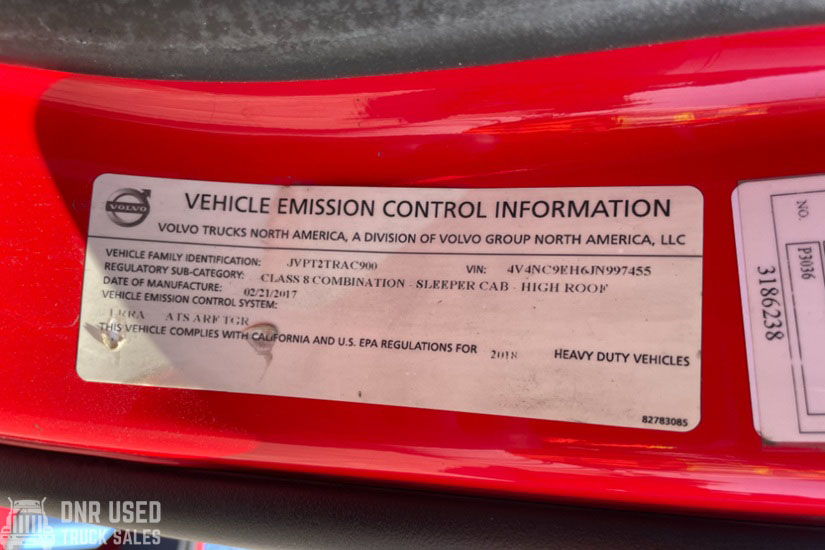 VOLVO
VEHICLE EMISSION CONTROL INFORMATION
VOLVO TRUCKS NORTH AMERICA, A DIVISION OF VOLVO GROUP NORTH AMERICA, LLC
VEHICLE FAMILY IDENTIFICATION: JVPT2TRAC900 VIN: 4V4NC9EH6JN997455
REGULATORY SUB-CATEGORY: CLASS 8 COMBINATION - SLEEPER CAB - HIGH ROOF
DATE OF MANUFACTURE: 02/21/2017
VEHICLE EMISSION CONTROL SYSTEM:
ATS ARF TGR
THIS VEHICLE COMPLIES WITH CALIFORNIA AND U.S. EPA REGULATIONS FOR 2018 HEAVY DUTY VEHICLES
82783085
NO.
P3036
3186238
DNR USED
TRUCK SALES